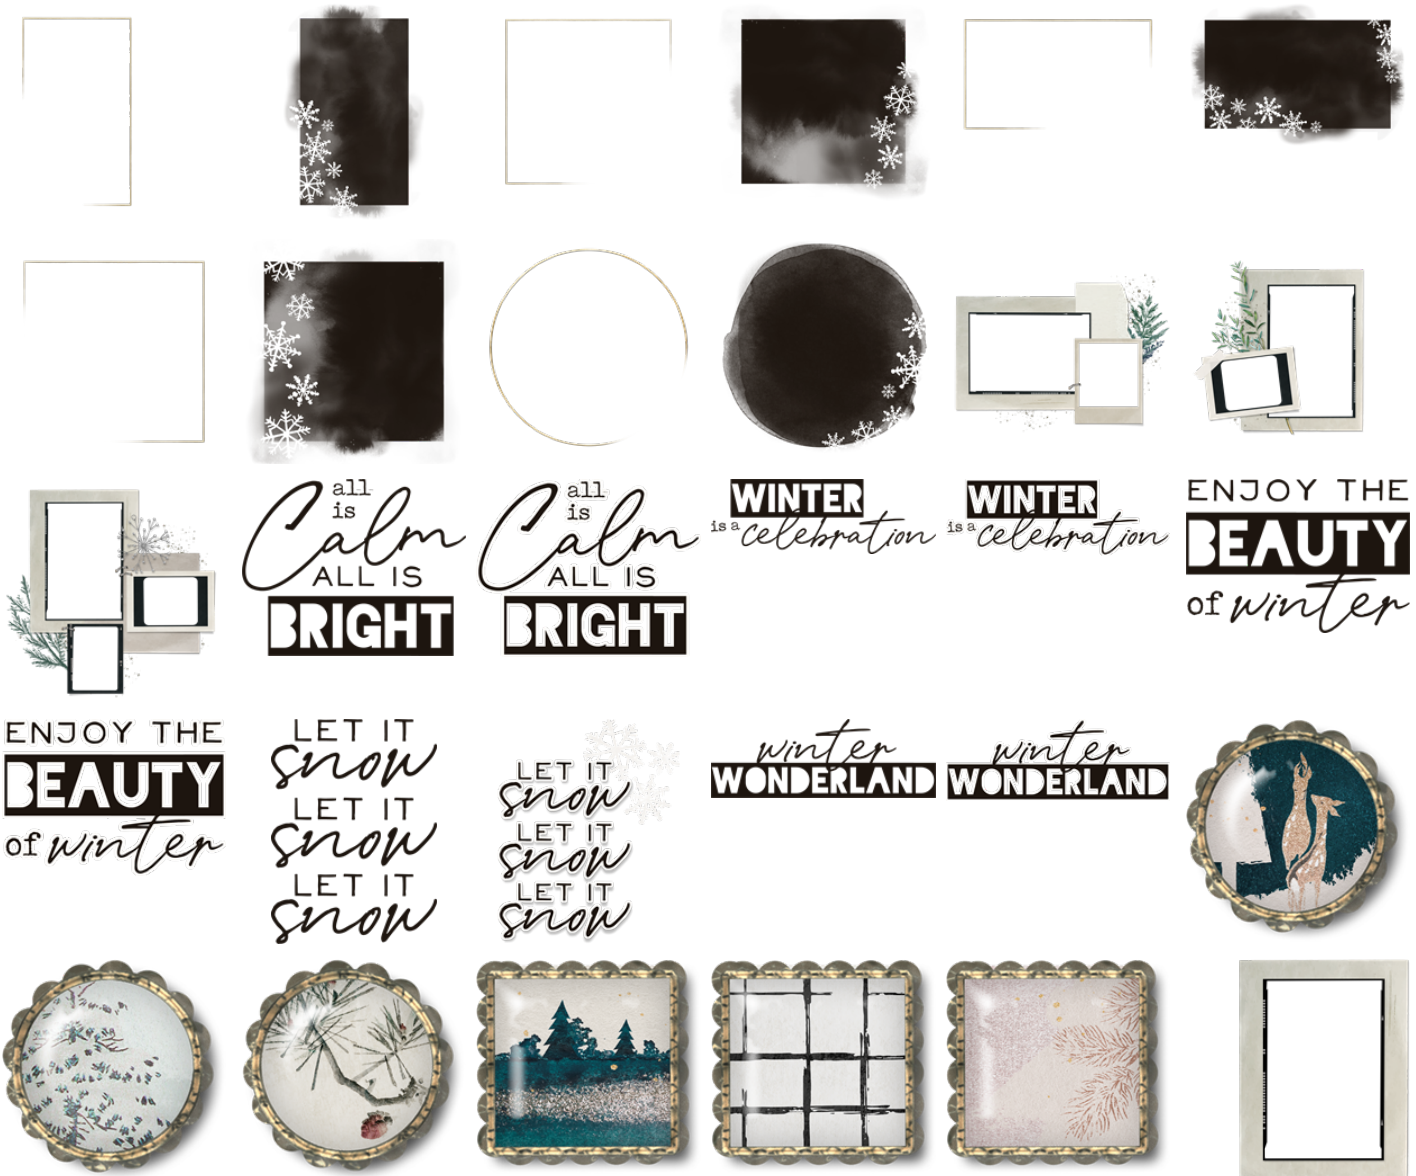 all
is
Calm
ALL IS
BRIGHT
all
is
Calm
ALL IS
BRIGHT
WINTER
is a celebration
WINTER
is a celebration
ENJOY THE
BEAUTY
of winter
ENJOY THE
BEAUTY
of winter
LET IT
snow
LET IT
snow
LET IT
snow
LET IT
snow
LET IT
snow
LET IT
snow
winter
WONDERLAND
winter
WONDERLAND